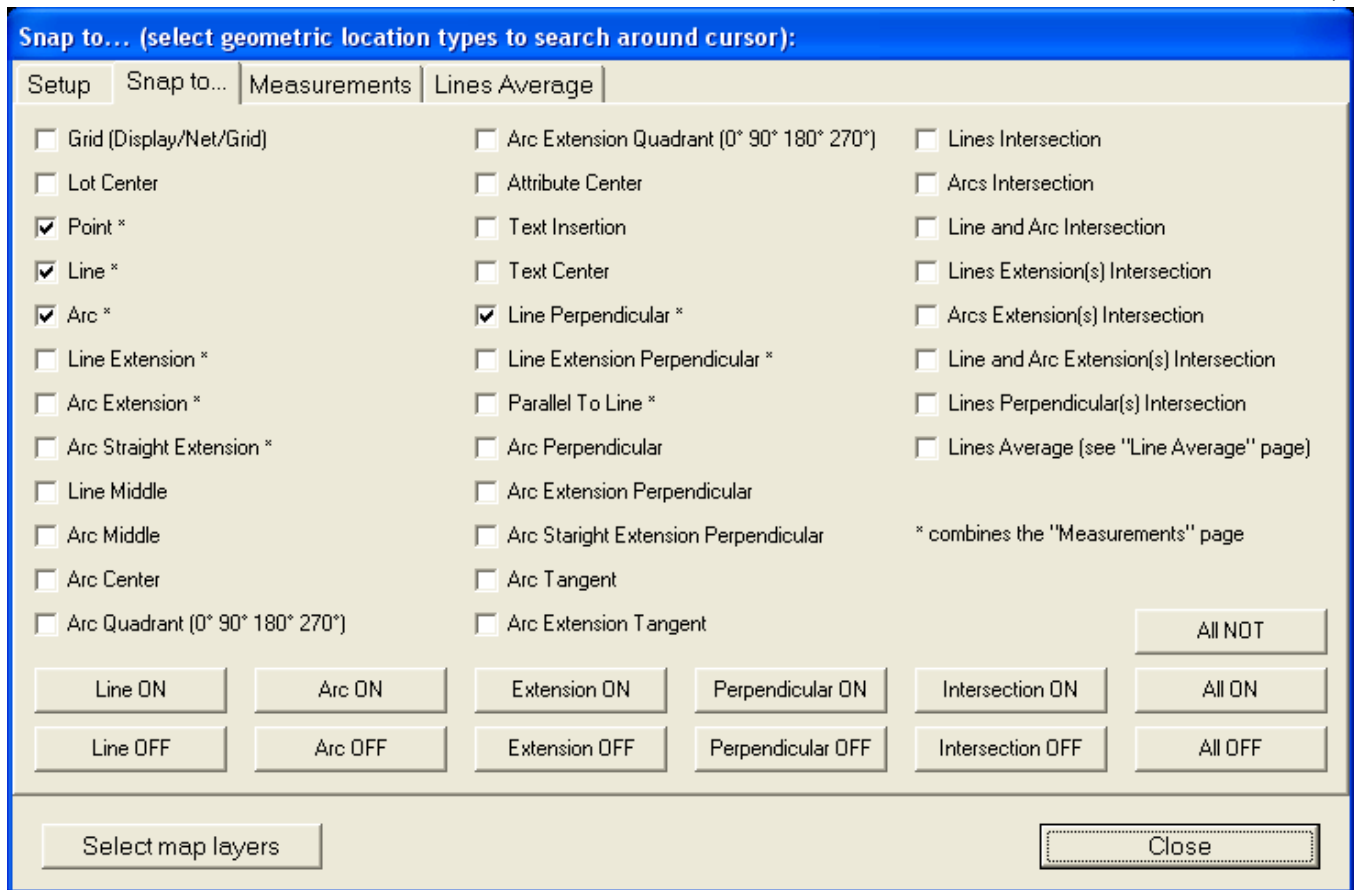 Snap to... (select geometric location types to search around cursor):
Setup
Snap to...
Measurements
Lines Average
Grid (Display/Net/Grid)
Lot Center
Point *
Line *
Arc *
Line Extension *
Arc Extension *
Arc Straight Extension *
Line Middle
Arc Middle
Arc Center
Arc Quadrant (0° 90° 180° 270°)
Arc Extension Quadrant (0° 90° 180° 270°)
Attribute Center
Text Insertion
Text Center
Line Perpendicular *
Line Extension Perpendicular *
Parallel To Line *
Arc Perpendicular
Arc Extension Perpendicular
Arc Staright Extension Perpendicular
Arc Tangent
Arc Extension Tangent
Lines Intersection
Arcs Intersection
Line and Arc Intersection
Lines Extension(s) Intersection
Arcs Extension(s) Intersection
Line and Arc Extension(s) Intersection
Lines Perpendicular(s) Intersection
Lines Average (see "Line Average" page)
* combines the "Measurements" page
All NOT
Line ON
Arc ON
Extension ON
Perpendicular ON
Intersection ON
All ON
Line OFF
Arc OFF
Extension OFF
Perpendicular OFF
Intersection OFF
All OFF
Select map layers
Close